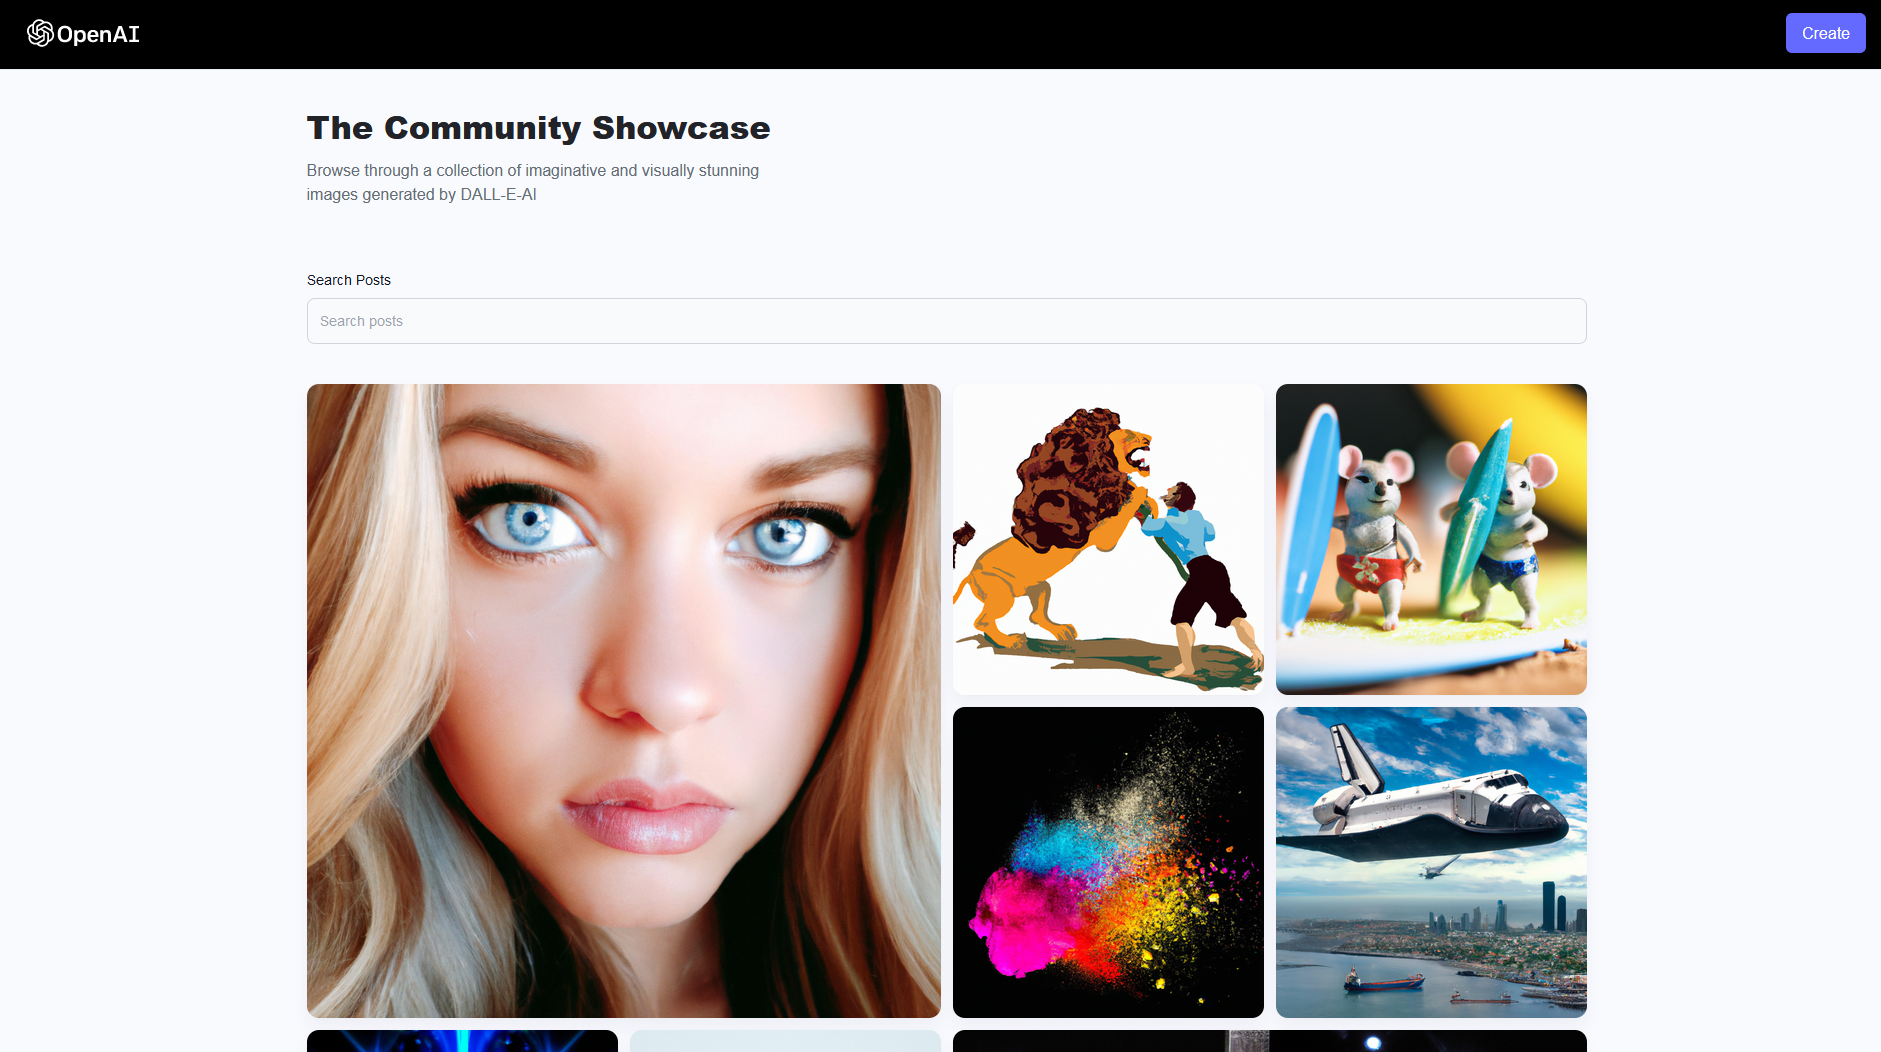 OpenAI
Create
The Community Showcase
Browse through a collection of imaginative and visually stunning
images generated by DALL-E-AI
Search Posts
Search posts